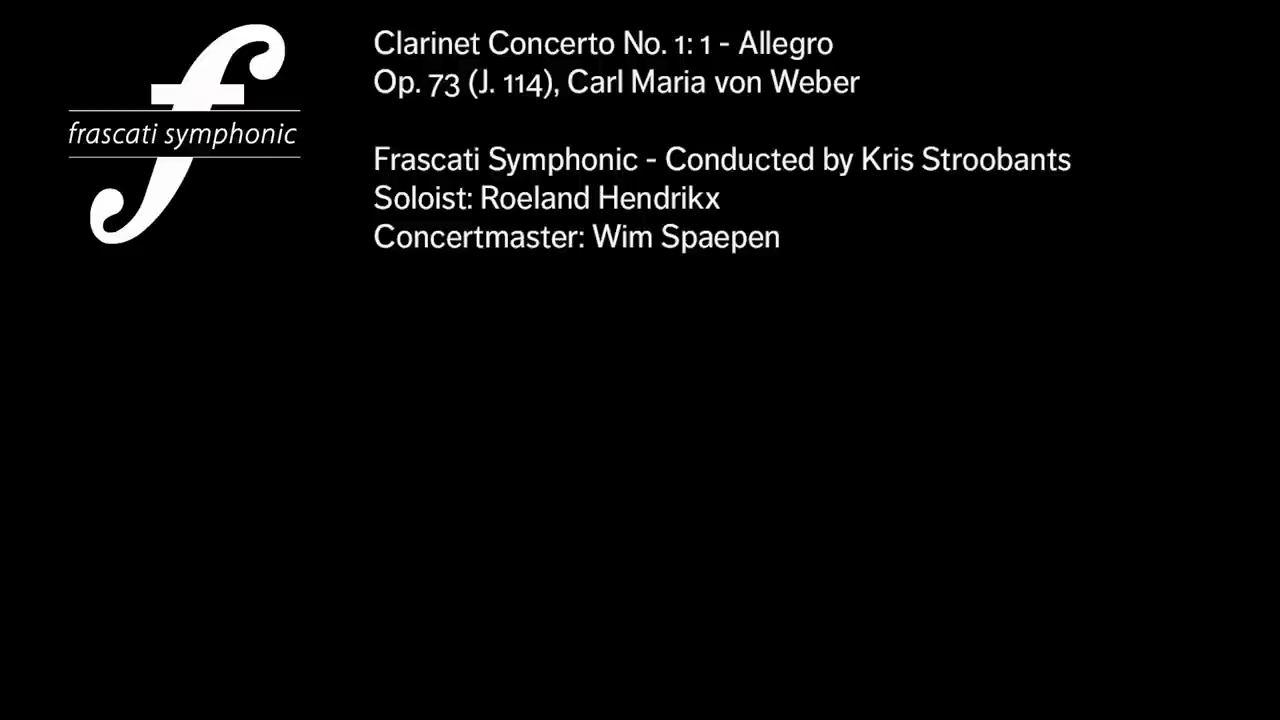 frascati symphonic
Clarinet Concerto No. 1: 1 - Allegro
Op. 73 (J. 114), Carl Maria von Weber
Frascati Symphonic - Conducted by Kris Stroobants
Soloist: Roeland Hendrikx
Concertmaster: Wim Spaepen